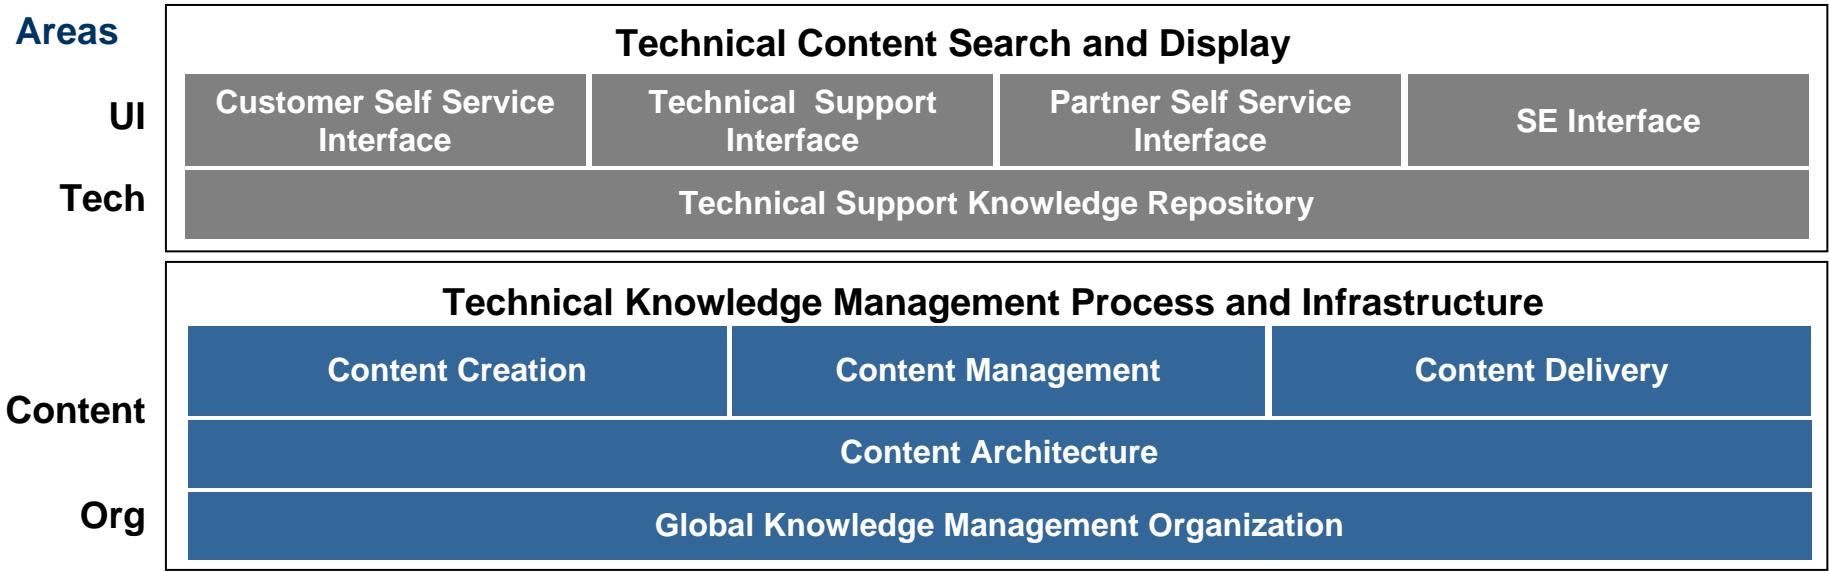 Areas
Technical Content Search and Display
UI
Customer Self Service
Interface
Technical Support
Interface
Partner Self Service
Interface
SE Interface
Tech
Technical Support Knowledge Repository
Technical Knowledge Management Process and Infrastructure
Content
Content Creation
Content Management
Content Delivery
Content Architecture
Org
Global Knowledge Management Organization